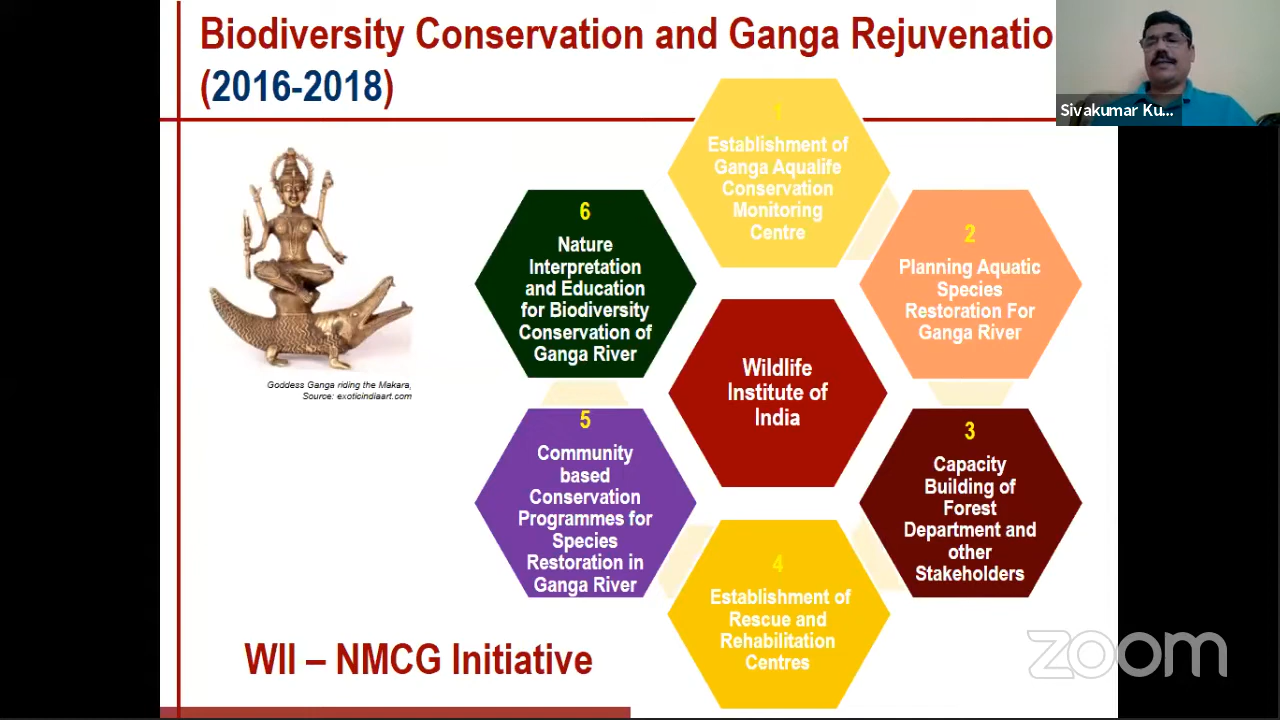 Biodiversity Conservation and Ganga Rejuvenatio
(2016-2018)
Sivakumar Ku...
1
Establishment of
Ganga Aqualife
Conservation
Monitoring
Centre
2
Planning Aquatic
Species
Restoration For
Ganga River
3
Capacity
Building of
Forest
Department and
other
Stakeholders
4
Establishment of
Rescue and
Rehabilitation
Centres
5
Community
based
Conservation
Programmes for
Species
Restoration in
Ganga River
6
Nature
Interpretation
and Education
for Biodiversity
Conservation of
Ganga River
Wildlife
Institute of
India
Goddess Ganga riding the Makara,
Source: exoticindiaart.com
WII – NMCG Initiative
zoom